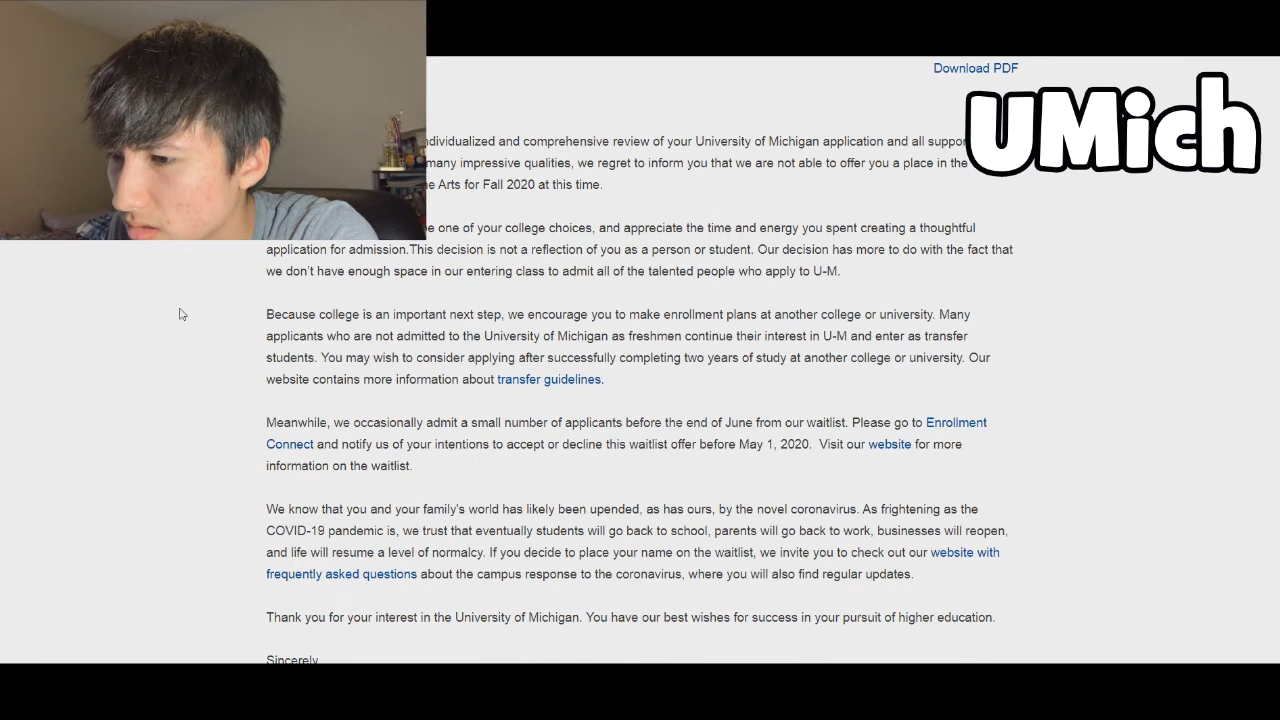 Download PDF
UMich
ndividualized and comprehensive review of your University of Michigan application and all suppor
many impressive qualities, we regret to inform you that we are not able to offer you a place in the
e Arts for Fall 2020 at this time.
e one of your college choices, and appreciate the time and energy you spent creating a thoughtful
application for admission.This decision is not a reflection of you as a person or student. Our decision has more to do with the fact that
we don’t have enough space in our entering class to admit all of the talented people who apply to U-M.
Because college is an important next step, we encourage you to make enrollment plans at another college or university. Many
applicants who are not admitted to the University of Michigan as freshmen continue their interest in U-M and enter as transfer
students. You may wish to consider applying after successfully completing two years of study at another college or university. Our
website contains more information about transfer guidelines.
Meanwhile, we occasionally admit a small number of applicants before the end of June from our waitlist. Please go to Enrollment
Connect and notify us of your intentions to accept or decline this waitlist offer before May 1, 2020. Visit our website for more
information on the waitlist.
We know that you and your family’s world has likely been upended, as has ours, by the novel coronavirus. As frightening as the
COVID-19 pandemic is, we trust that eventually students will go back to school, parents will go back to work, businesses will reopen,
and life will resume a level of normalcy. If you decide to place your name on the waitlist, we invite you to check out our website with
frequently asked questions about the campus response to the coronavirus, where you will also find regular updates.
Thank you for your interest in the University of Michigan. You have our best wishes for success in your pursuit of higher education.
Sincerely